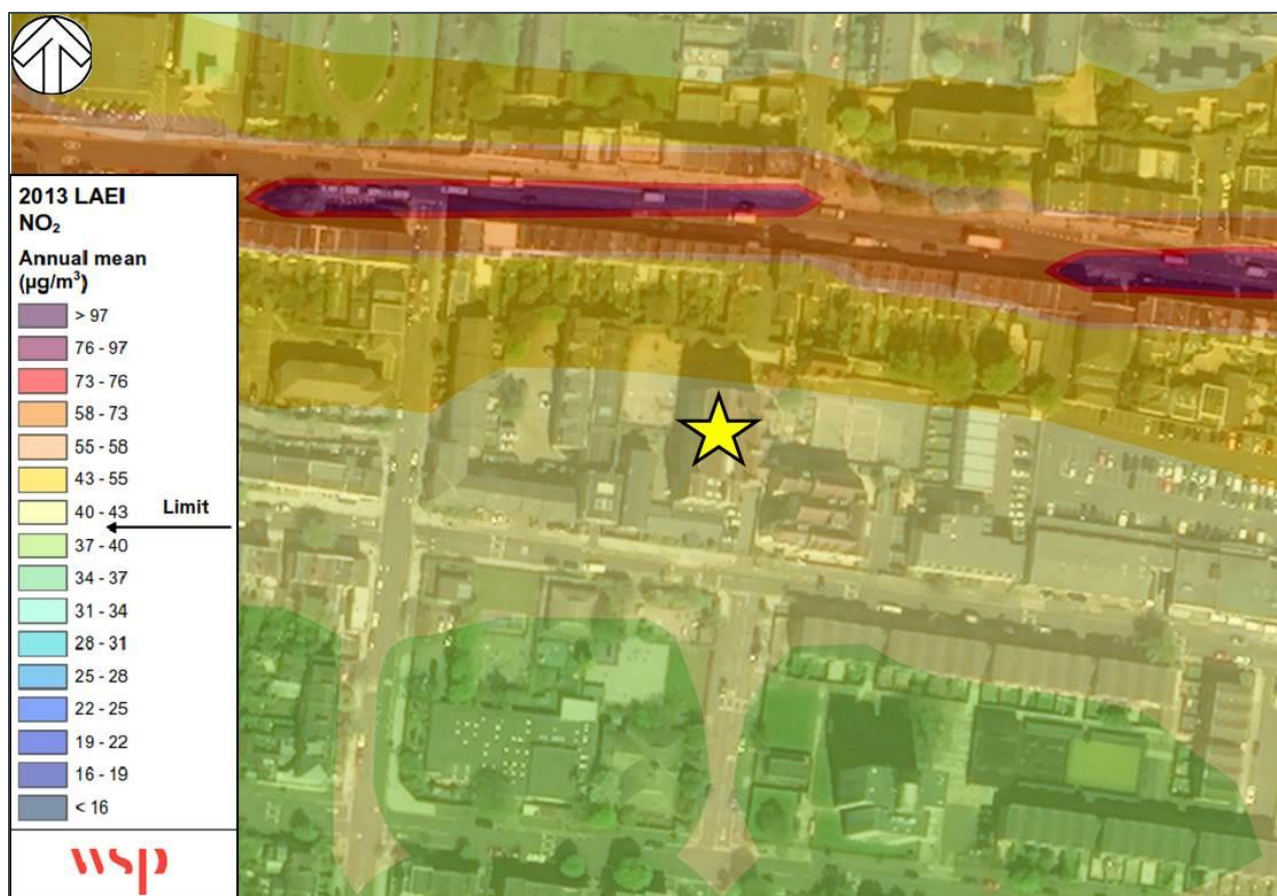 2013 LAEI
NO₂
Annual mean
(µg/m³)
> 97
76 - 97
73 - 76
58 - 73
55 - 58
43 - 55
40 - 43
Limit
37 - 40
34 - 37
31 - 34
28 - 31
25 - 28
22 - 25
19 - 22
16 - 19
< 16
wsp